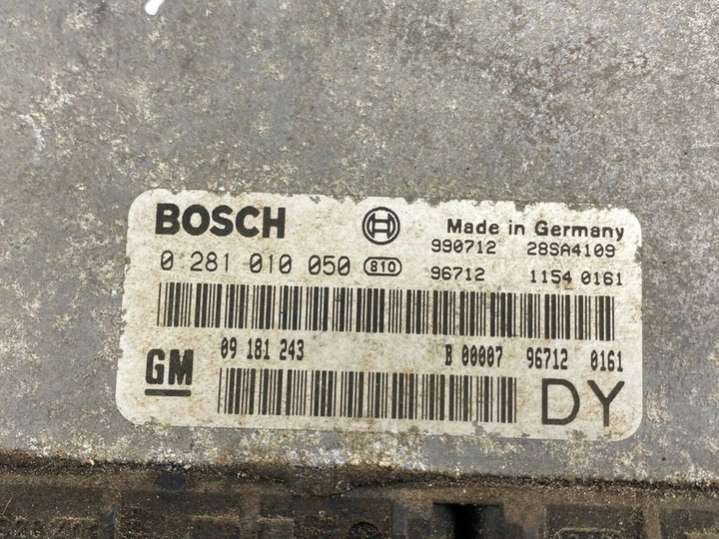 BOSCH Made in Germany
990712 28SA4109
0 281 010 050 810 96712 1154 0161
GM 09 181 243 B 00007 96712 0161
DY